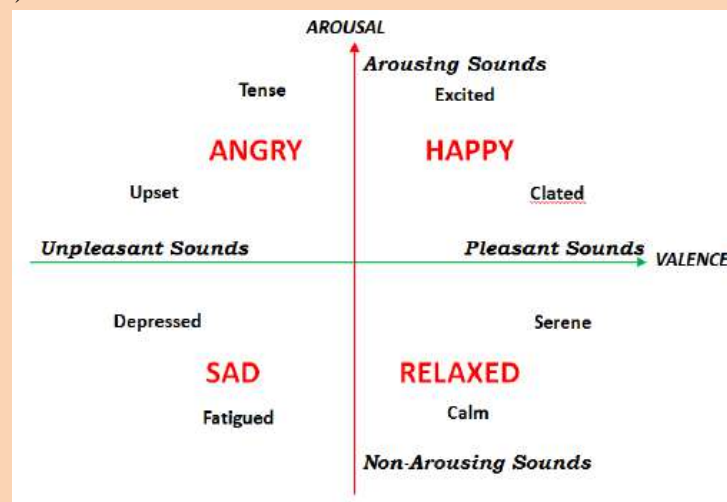 AROUSAL
Arousing Sounds
Tense
Excited
ANGRY
HAPPY
Upset
Clated
Unpleasant Sounds
Pleasant Sounds
VALENCE
Depressed
Serene
SAD
RELAXED
Fatigued
Calm
Non-Arousing Sounds